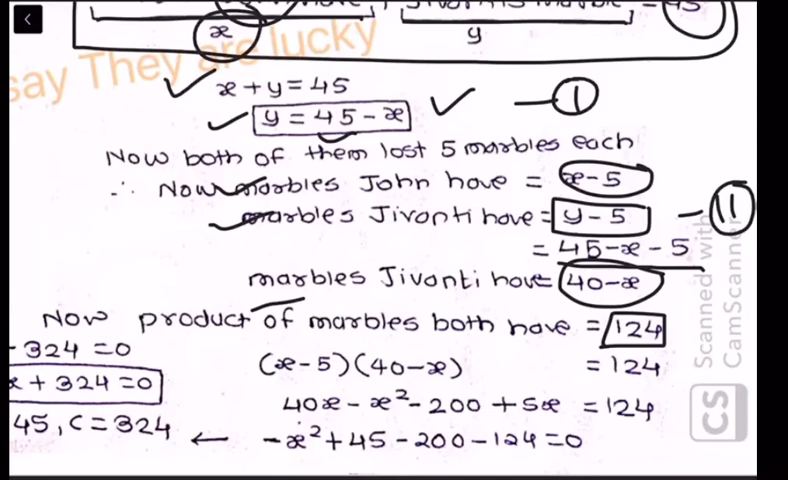 x
y
= 45
say They are lucky
x + y = 45
y = 45 - x — I
Now both of them lost 5 marbles each
∴ Now marbles John have = x-5
marbles Jivanti have = y-5 — II
= 45-x-5
marbles Jivanti have = 40-x
Now product of marbles both have = 124
-324 = 0
(x-5)(40-x) = 124
x + 324 = 0
40x - x² - 200 + 5x = 124
45, C = 324 ← -x² + 45 - 200 - 124 = 0
Scanned with
CamScanner
CS